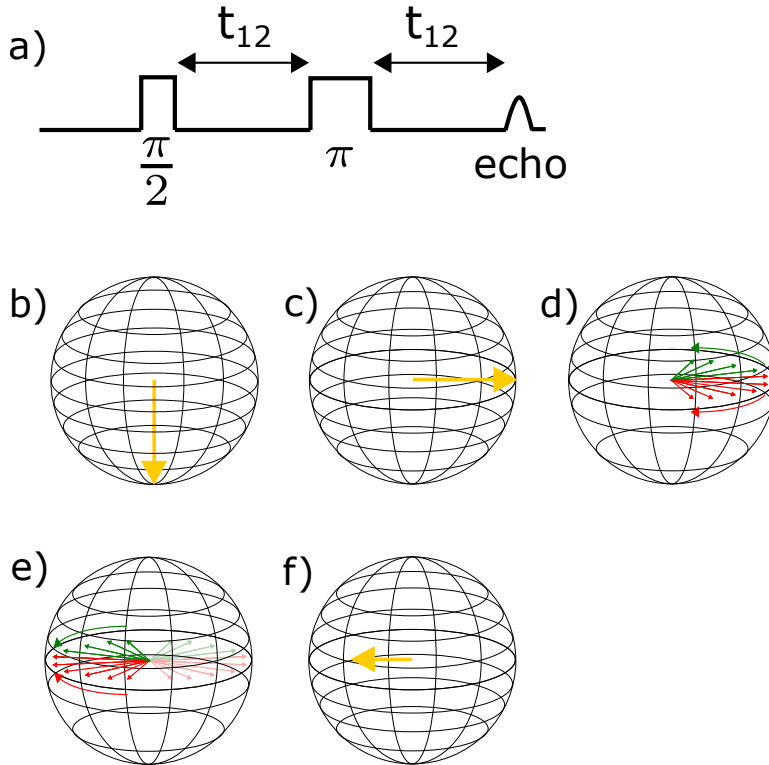 a)
t₁₂ t₁₂
π/2 π echo
b) c) d)
e) f)